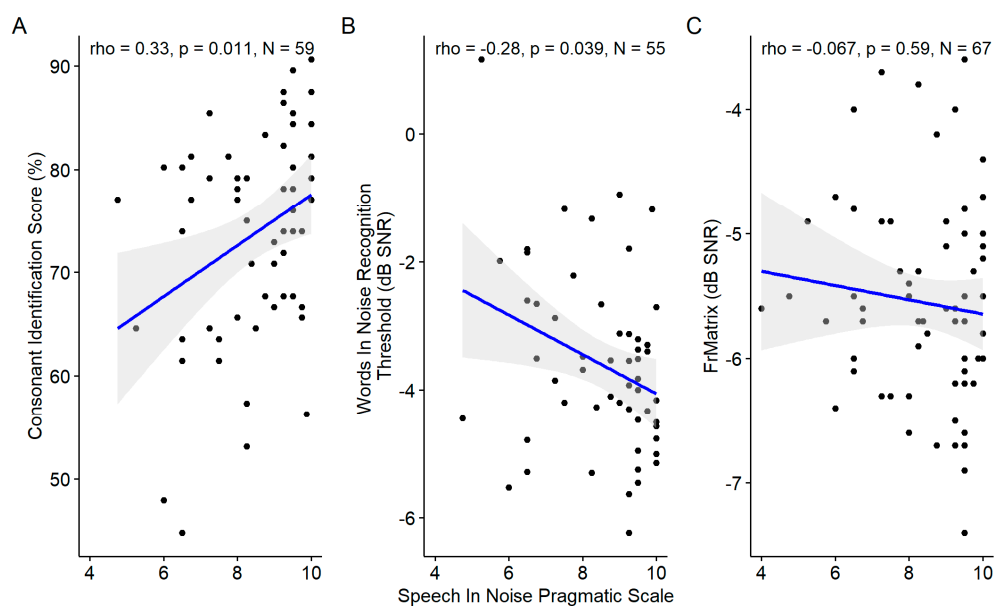 A
rho = 0.33, p = 0.011, N = 59
Consonant Identification Score (%)
90
80
70
60
50
4 6 8 10
B
rho = -0.28, p = 0.039, N = 55
Words In Noise Recognition
Threshold (dB SNR)
0
-2
-4
-6
4 6 8 10
Speech In Noise Pragmatic Scale
C
rho = -0.067, p = 0.59, N = 67
FrMatrix (dB SNR)
-4
-5
-6
-7
4 6 8 10